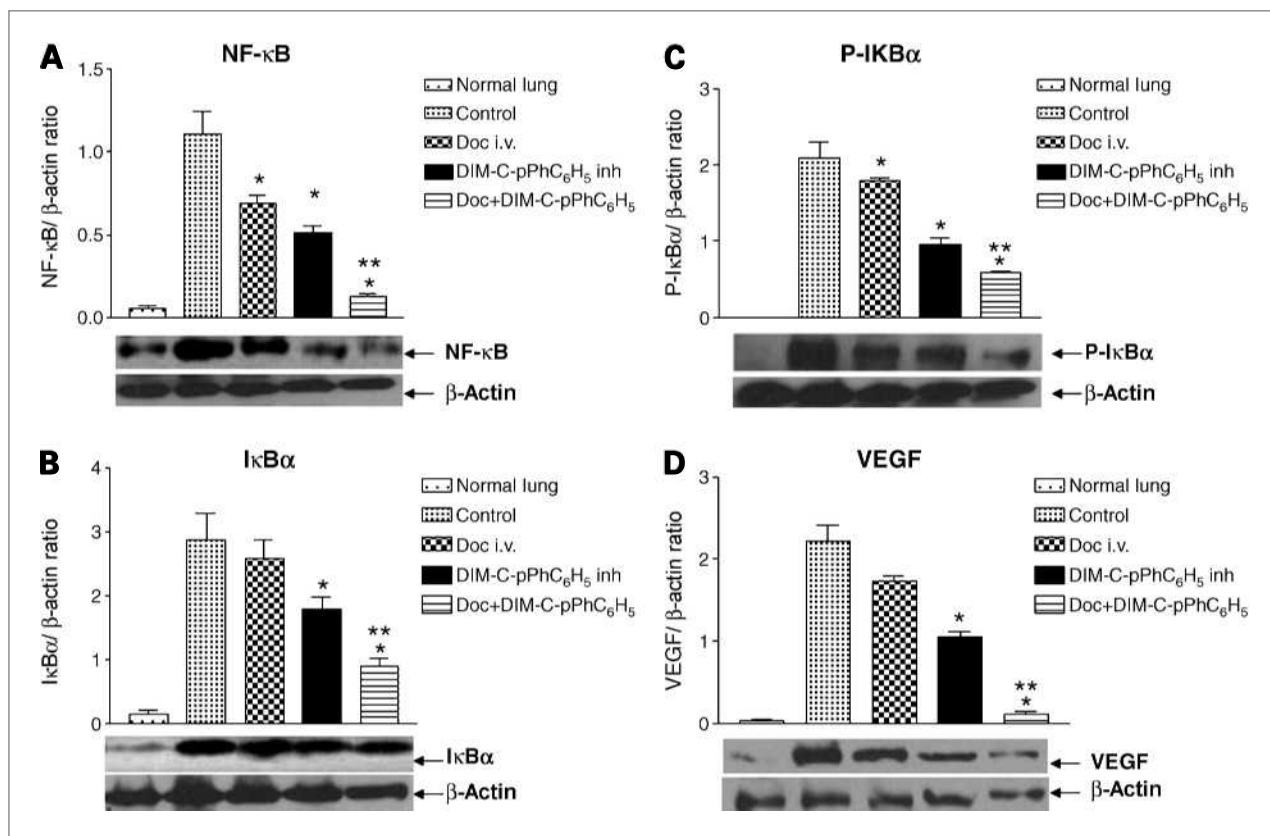 A
NF-κB
NF-κB/ β-actin ratio
1.5
1.0
0.5
0.0
*
*
**
*
Normal lung
Control
Doc i.v.
DIM-C-pPhC₆H₅ inh
Doc+DIM-C-pPhC₆H₅
NF-κB
β-Actin
B
IκBα
IκBα/ β-actin ratio
4
3
2
1
0
*
**
*
Normal lung
Control
Doc i.v.
DIM-C-pPhC₆H₅ inh
Doc+DIM-C-pPhC₆H₅
IκBα
β-Actin
C
P-IKBα
P-IκBα/ β-actin ratio
3
2
1
0
*
*
**
*
Normal lung
Control
Doc i.v.
DIM-C-pPhC₆H₅ inh
Doc+DIM-C-pPhC₆H₅
P-IκBα
β-Actin
D
VEGF
VEGF/ β-actin ratio
3
2
1
0
*
**
*
Normal lung
Control
Doc i.v.
DIM-C-pPhC₆H₅ inh
Doc+DIM-C-pPhC₆H₅
VEGF
β-Actin